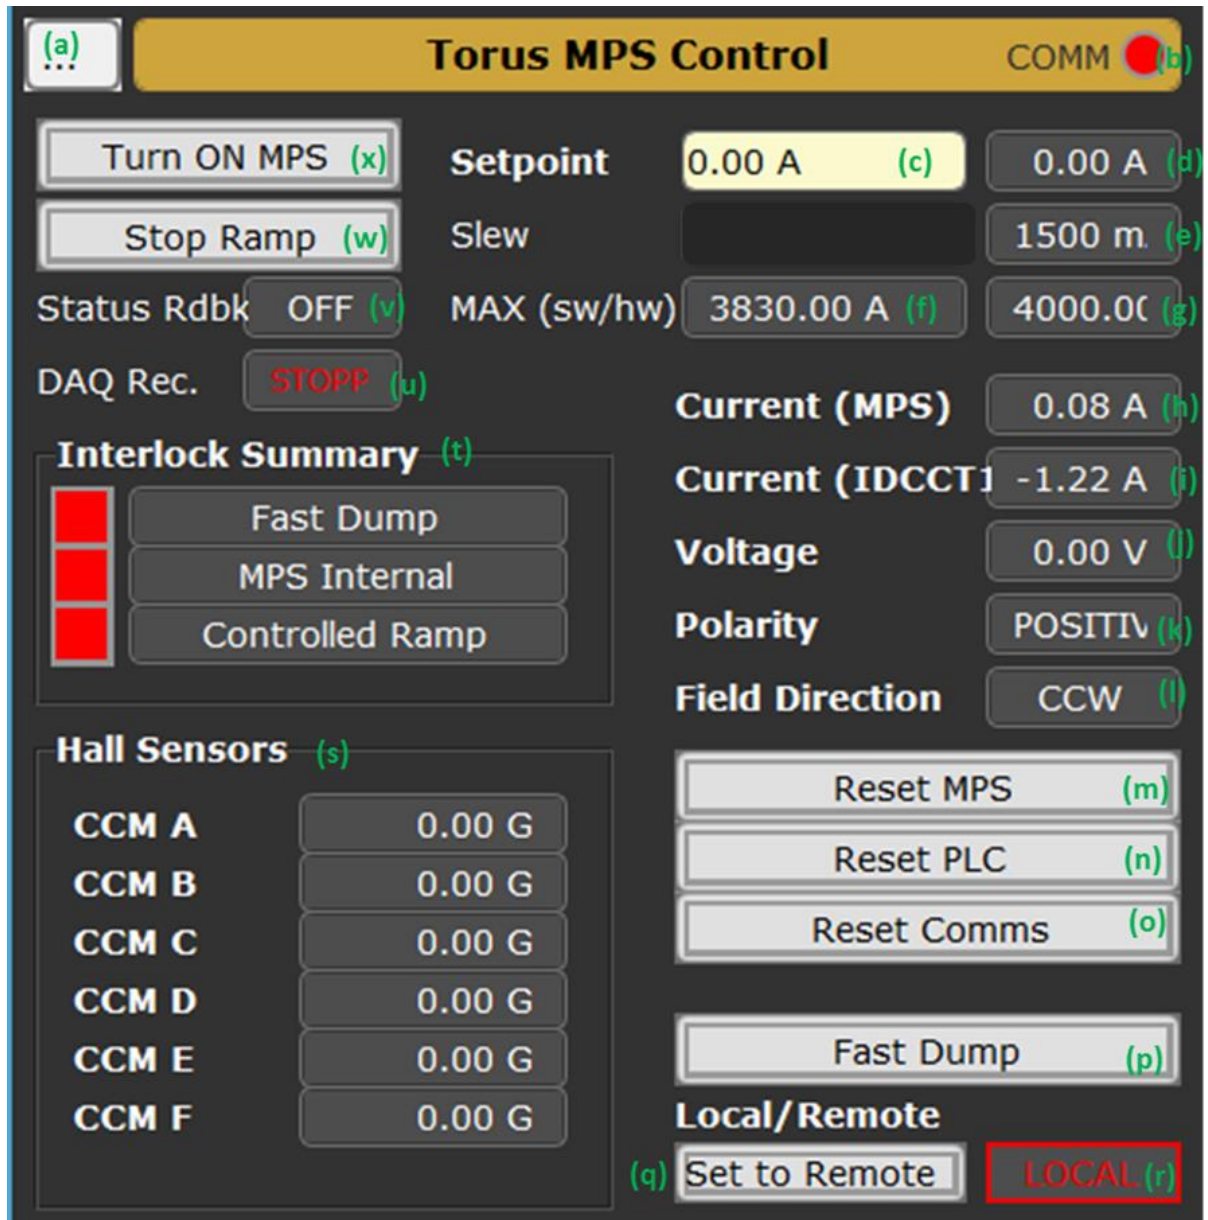 (a) ... Torus MPS Control COMM (b)
Turn ON MPS (x) Setpoint 0.00 A (c) 0.00 A (d)
Stop Ramp (w) Slew 1500 m. (e)
Status Rdbk OFF (v) MAX (sw/hw) 3830.00 A (f) 4000.00 (g)
DAQ Rec. STOPP (u)
Current (MPS) 0.08 A (h)
Interlock Summary (t)
Current (IDCCT1 -1.22 A (i)
Fast Dump
Voltage 0.00 V (j)
MPS Internal
Controlled Ramp
Polarity POSITIV (k)
Field Direction CCW (l)
Hall Sensors (s)
Reset MPS (m)
CCM A 0.00 G
Reset PLC (n)
CCM B 0.00 G
Reset Comms (o)
CCM C 0.00 G
CCM D 0.00 G
Fast Dump (p)
CCM E 0.00 G
CCM F 0.00 G
Local/Remote
(q) Set to Remote LOCAL (r)